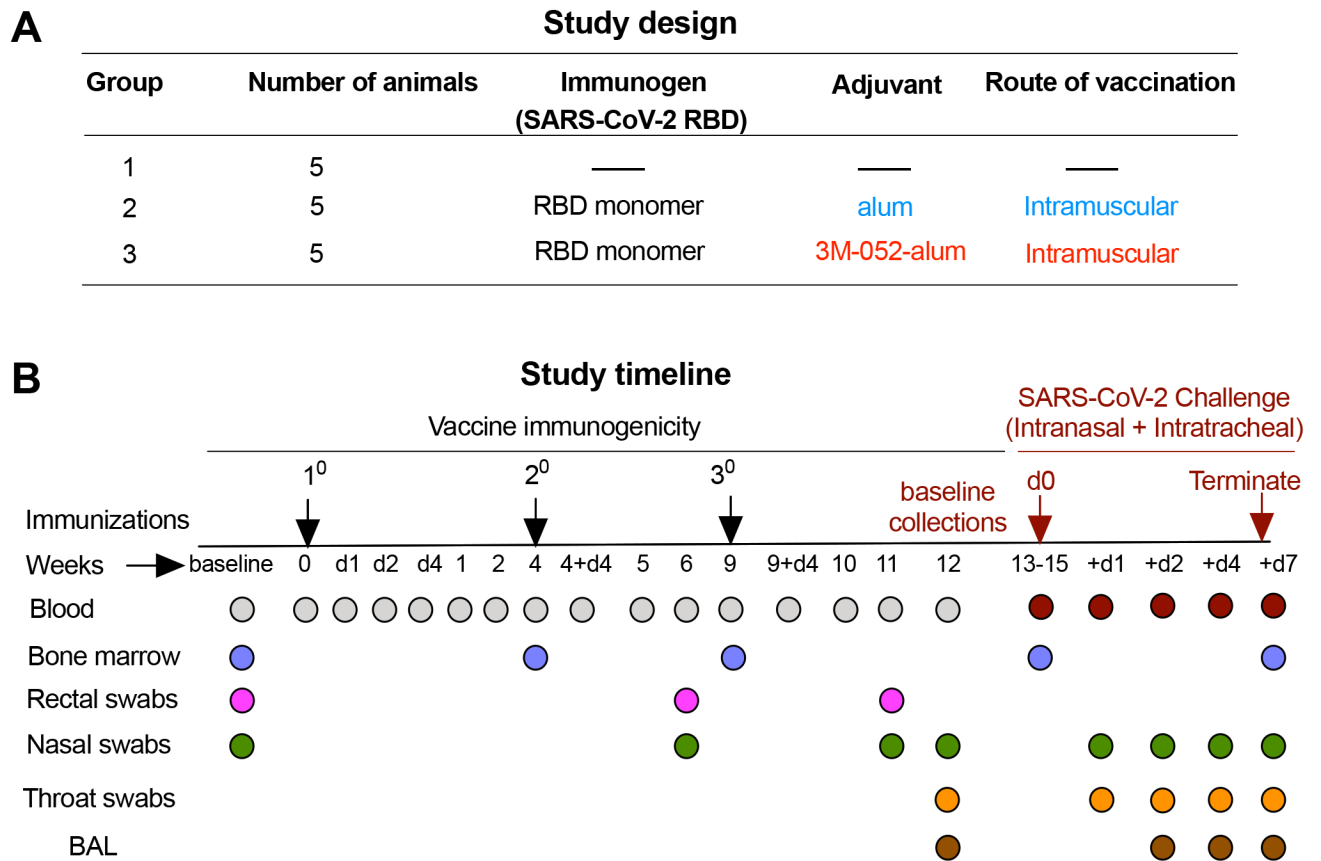 A
Study design
Group Number of animals Immunogen (SARS-CoV-2 RBD) Adjuvant Route of vaccination
1 5 — — —
2 5 RBD monomer alum Intramuscular
3 5 RBD monomer 3M-052-alum Intramuscular
B
Study timeline
Vaccine immunogenicity
SARS-CoV-2 Challenge
(Intranasal + Intratracheal)
1⁰ 2⁰ 3⁰
baseline
collections
d0 Terminate
Immunizations
Weeks baseline 0 d1 d2 d4 1 2 4 4+d4 5 6 9 9+d4 10 11 12 13-15 +d1 +d2 +d4 +d7
Blood
Bone marrow
Rectal swabs
Nasal swabs
Throat swabs
BAL